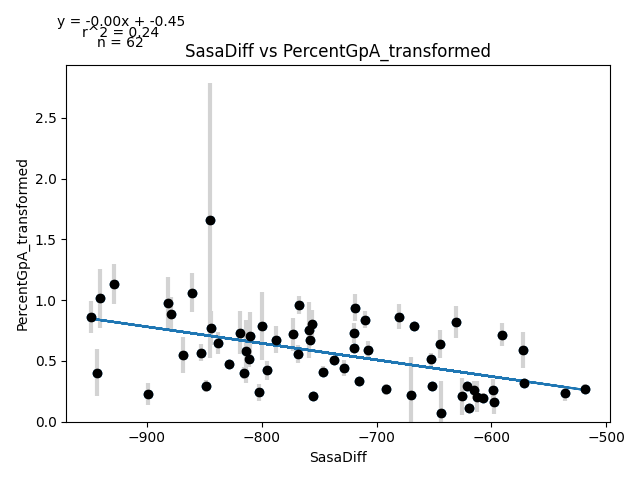 y = -0.00x + -0.45
r^2 = 0.24
n = 62
SasaDiff vs PercentGpA_transformed
PercentGpA_transformed
2.5
2.0
1.5
1.0
0.5
0.0
−900
−800
−700
−600
−500
SasaDiff